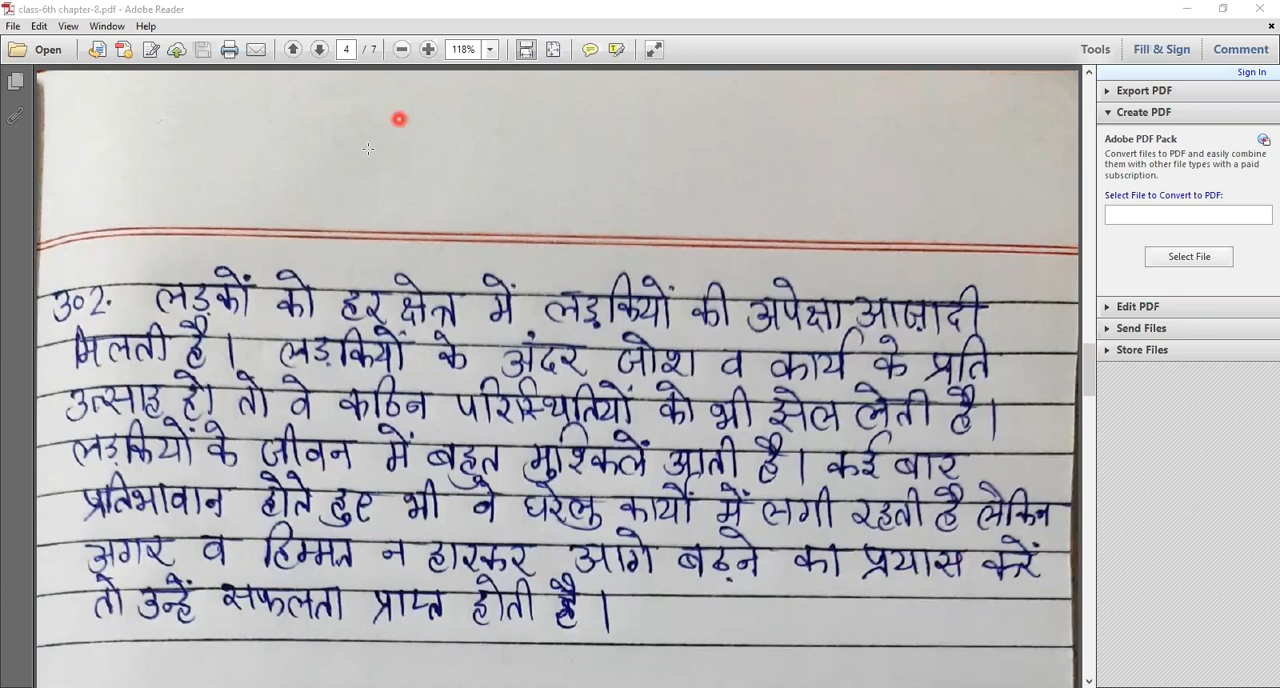 class-6th chapter-8.pdf - Adobe Reader
File Edit View Window Help
Open 4 / 7 118% Tools Fill & Sign Comment
Sign In
Export PDF
Create PDF
Adobe PDF Pack
Convert files to PDF and easily combine
them with other file types with a paid
subscription.
Select File to Convert to PDF:
Select File
Edit PDF
Send Files
Store Files
उ०2. लड़कों को हर क्षेत्र में लड़कियों की अपेक्षा आज़ादी
मिलती है। लड़कियों के अंदर जोश व कार्य के प्रति
उत्साह हो तो वे कठिन परिस्थितियों को भी झेल लेती है।
लड़कियों के जीवन में बहुत मुश्किलें आती है। कई बार
प्रतिभावान होते हुए भी वे घरेलु कार्यों में लगी रहती है लेकिन
अगर व हिम्मत न हारकर आगे बढ़ने का प्रयास करें
तो उन्हें सफलता प्राप्त होती है।